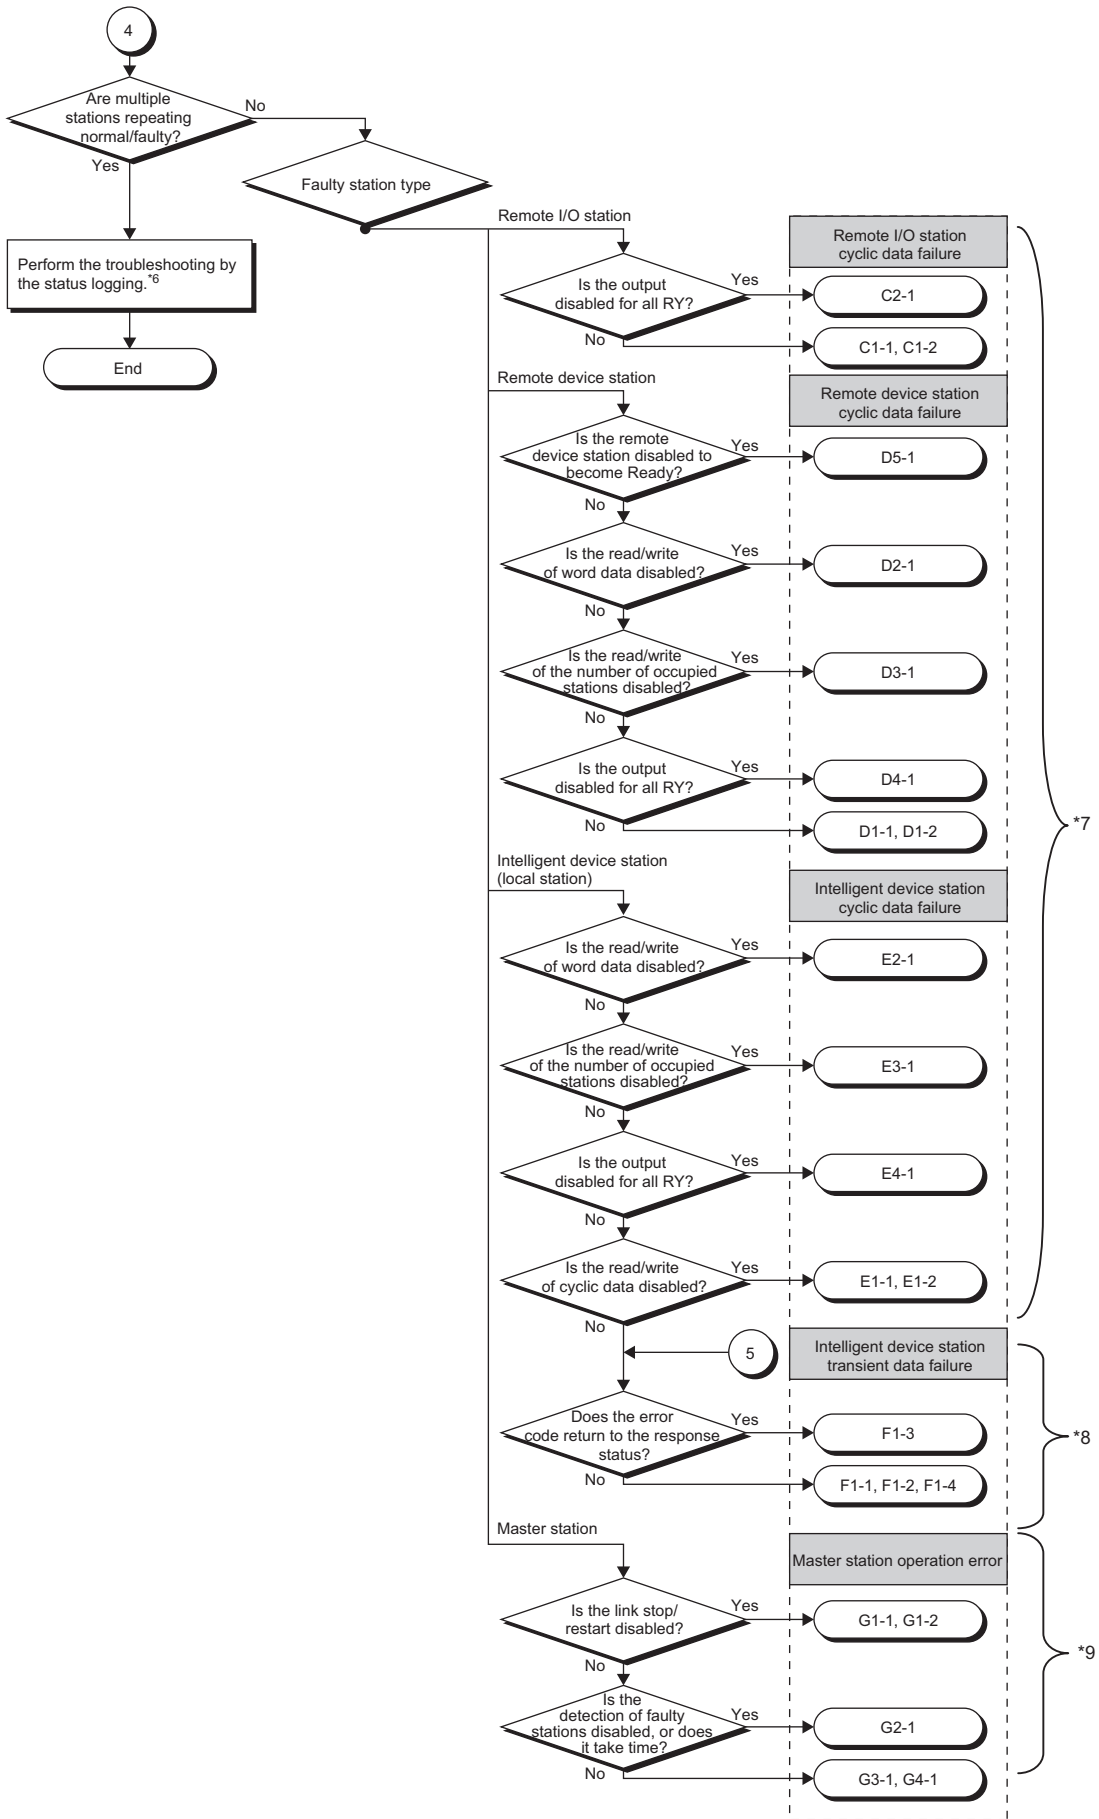 4
Are multiple
stations repeating
normal/faulty?
No
Yes
Faulty station type
Perform the troubleshooting by
the status logging.*6
End
Remote I/O station
Remote I/O station
cyclic data failure
Is the output
disabled for all RY?
Yes
C2-1
No
C1-1, C1-2
Remote device station
Remote device station
cyclic data failure
Is the remote
device station disabled to
become Ready?
Yes
D5-1
No
Is the read/write
of word data disabled?
Yes
D2-1
No
Is the read/write
of the number of occupied
stations disabled?
Yes
D3-1
No
Is the output
disabled for all RY?
Yes
D4-1
No
D1-1, D1-2
*7
Intelligent device station
(local station)
Intelligent device station
cyclic data failure
Is the read/write
of word data disabled?
Yes
E2-1
No
Is the read/write
of the number of occupied
stations disabled?
Yes
E3-1
No
Is the output
disabled for all RY?
Yes
E4-1
No
Is the read/write
of cyclic data disabled?
Yes
E1-1, E1-2
No
5
Intelligent device station
transient data failure
Does the error
code return to the response
status?
Yes
F1-3
No
F1-1, F1-2, F1-4
*8
Master station
Master station operation error
Is the link stop/
restart disabled?
Yes
G1-1, G1-2
No
Is the
detection of faulty
stations disabled, or does
it take time?
Yes
G2-1
No
G3-1, G4-1
*9